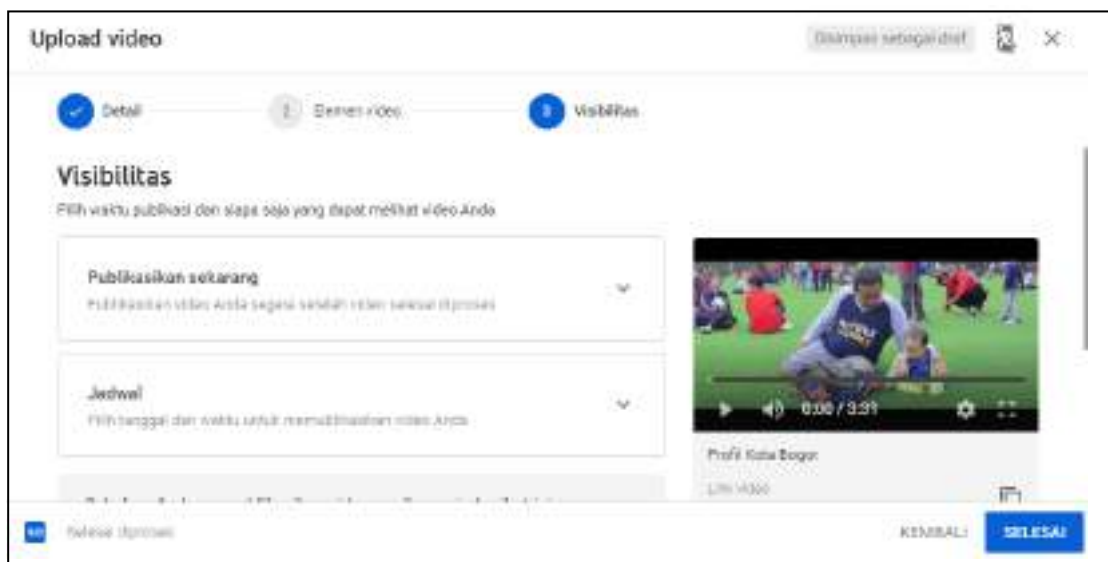 Upload video
Disimpan sebagai draf
Detail
2 Elemen video
3 Visibilitas
Visibilitas
Pilih waktu publikasi dan siapa saja yang dapat melihat video Anda
Publikasikan sekarang
Publikasikan video Anda segera setelah video selesai diproses
Jadwal
Pilih tanggal dan waktu untuk memublikasikan video Anda
0:00 / 3:31
Profil Kota Bogor
Link video
Selesai diproses
KEMBALI
SELESAI